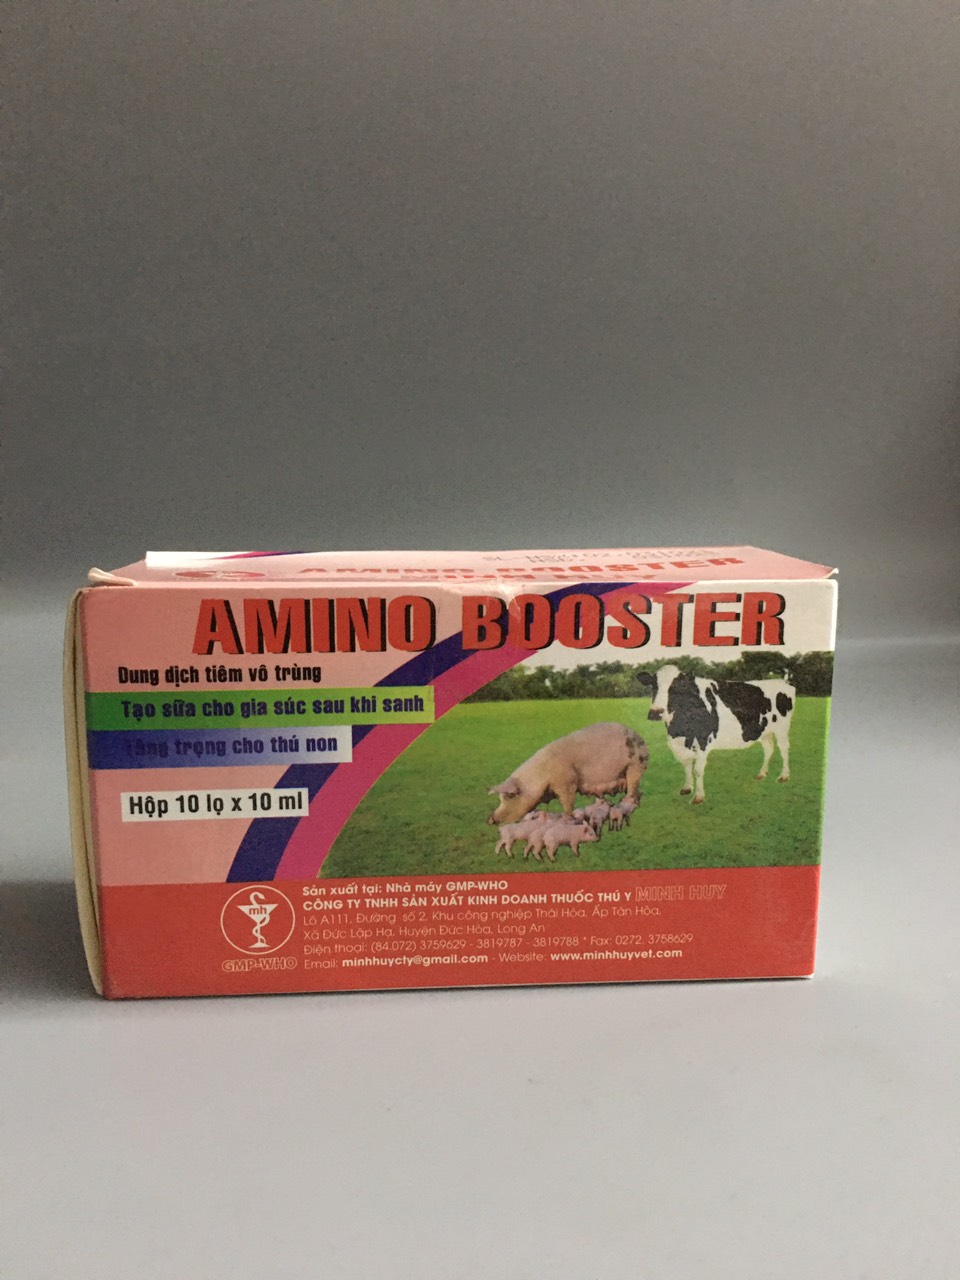 AMINO BOOSTER
AMINO BOOSTER
Dung dịch tiêm vô trùng
Tạo sữa cho gia súc sau khi sanh
Tăng trọng cho thú non
Hộp 10 lọ x 10 ml
mh
GMP-WHO
Sản xuất tại: Nhà máy GMP-WHO
CÔNG TY TNHH SẢN XUẤT KINH DOANH THUỐC THÚ Y MINH HUY
Lô A111, Đường số 2, Khu công nghiệp Thái Hòa, Ấp Tân Hòa,
Xã Đức Lập Hạ, Huyện Đức Hòa, Long An
Điện thoại: (84.072) 3759629 - 3819787 - 3819788 * Fax: 0272. 3758629
Email: minhhuycty@gmail.com - Website: www.minhhuyvet.com